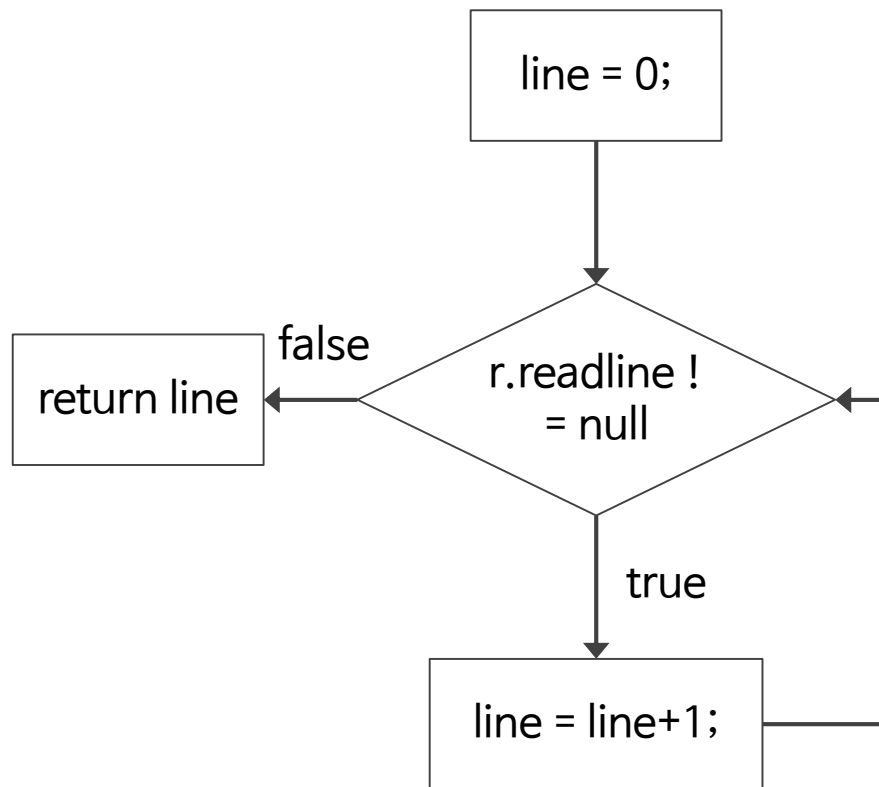 line = 0;
false
r.readline !
= null
return line
true
line = line+1;